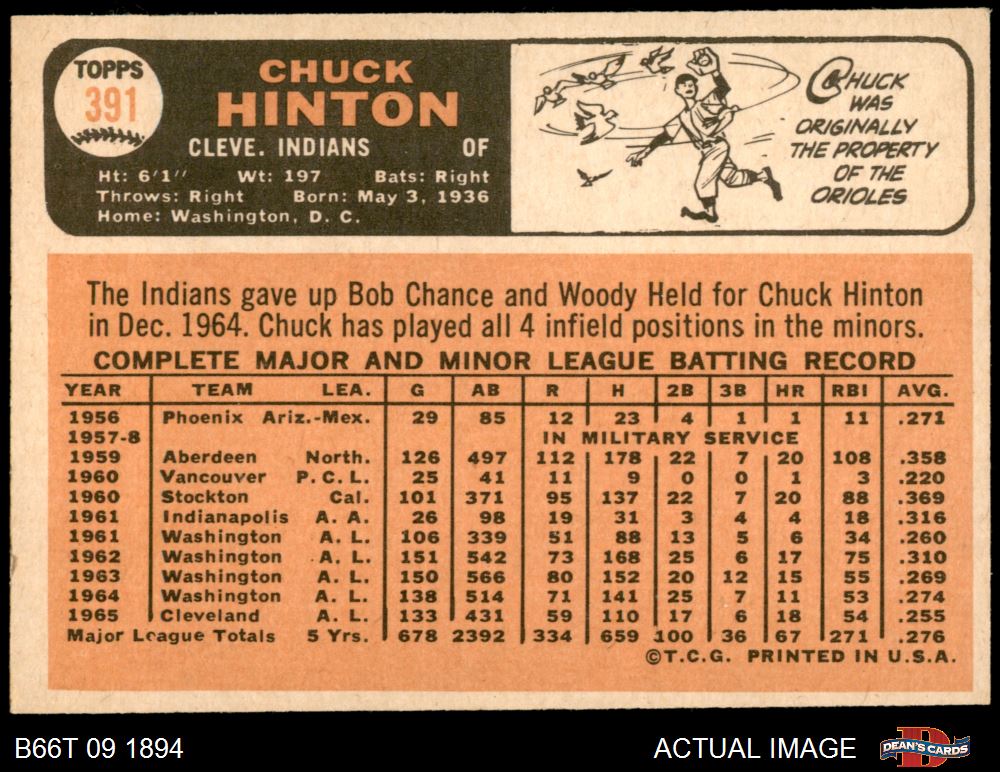 TOPPS
391
CHUCK
HINTON
CLEVE. INDIANS OF
Ht: 6'1" Wt: 197 Bats: Right
Throws: Right Born: May 3, 1936
Home: Washington, D. C.
CHUCK
WAS
ORIGINALLY
THE PROPERTY
OF THE
ORIOLES
The Indians gave up Bob Chance and Woody Held for Chuck Hinton
in Dec. 1964. Chuck has played all 4 infield positions in the minors.
COMPLETE MAJOR AND MINOR LEAGUE BATTING RECORD
YEAR TEAM LEA. G AB R H 2B 3B HR RBI AVG.
1956 Phoenix Ariz.-Mex. 29 85 12 23 4 1 1 11 .271
1957-8 IN MILITARY SERVICE
1959 Aberdeen North. 126 497 112 178 22 7 20 108 .358
1960 Vancouver P.C.L. 25 41 11 9 0 0 1 3 .220
1960 Stockton Cal. 101 371 95 137 22 7 20 88 .369
1961 Indianapolis A. A. 26 98 19 31 3 4 4 18 .316
1961 Washington A. L. 106 339 51 88 13 5 6 34 .260
1962 Washington A. L. 151 542 73 168 25 6 17 75 .310
1963 Washington A. L. 150 566 80 152 20 12 15 55 .269
1964 Washington A. L. 138 514 71 141 25 7 11 53 .274
1965 Cleveland A. L. 133 431 59 110 17 6 18 54 .255
Major League Totals 5 Yrs. 678 2392 334 659 100 36 67 271 .276
©T.C.G. PRINTED IN U.S.A.
B66T 09 1894 ACTUAL IMAGE DEAN'S CARDS